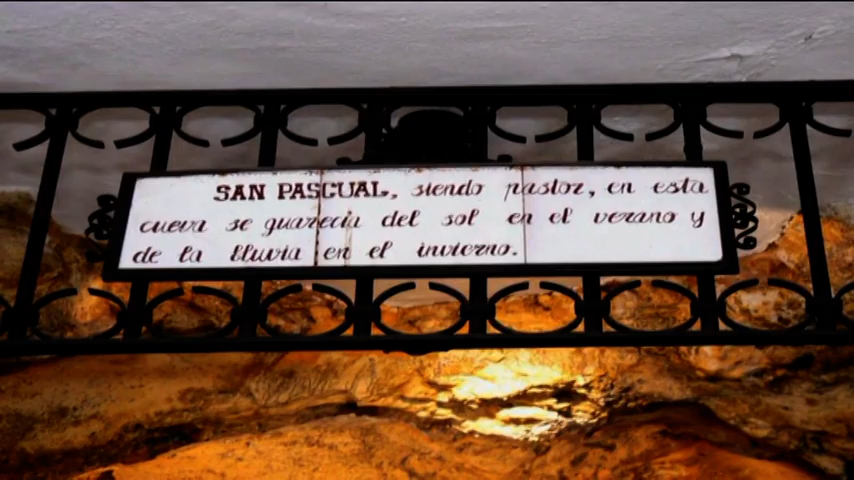 SAN PASCUAL, siendo pastor, en esta
cueva se guarecia del sol en el verano y
de la lluvia en el invierno.